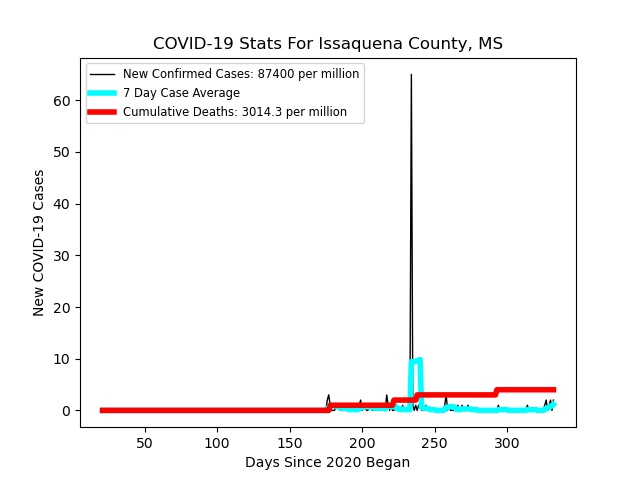 COVID-19 Stats For Issaquena County, MS
New Confirmed Cases: 87400 per million
7 Day Case Average
Cumulative Deaths: 3014.3 per million
New COVID-19 Cases
60
50
40
30
20
10
0
50 100 150 200 250 300
Days Since 2020 Began